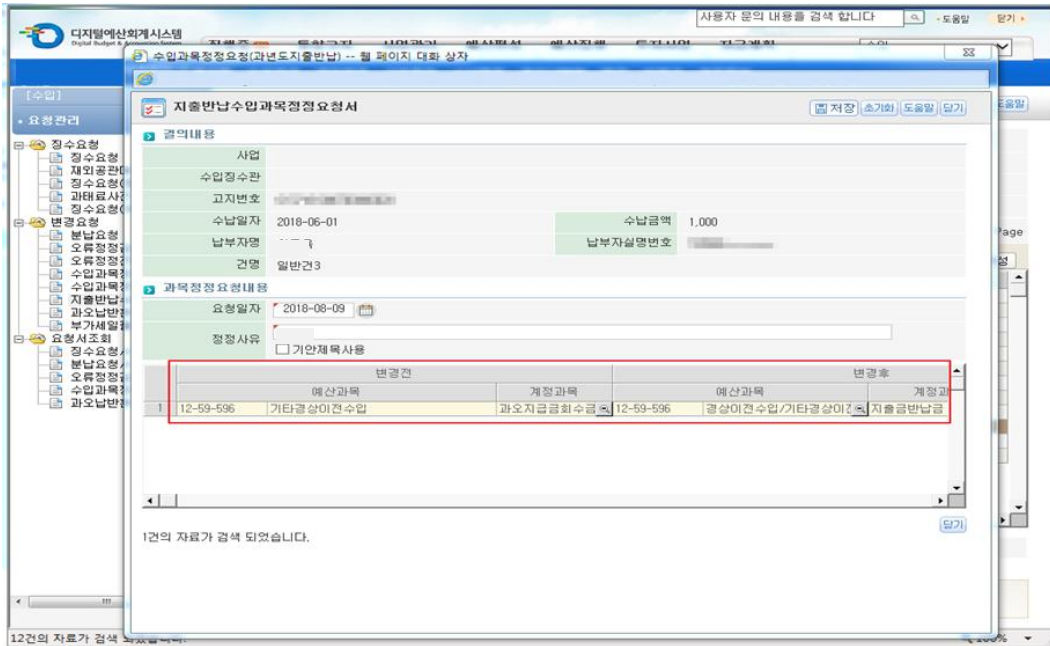 사용자 문의 내용을 검색 합니다
도움말
닫기
디지털예산회계시스템
Digital Budget & Accounting System
수입과목정정요청(과년도지출반납) -- 웹 페이지 대화 상자
[수입]
요청관리
지출반납수입과목정정요청서
저장 초기화 도움말 닫기
도움말
징수요청
징수요청
재외공관
징수요청(
과태료사
징수요청(
변경요청
분납요청
오류정정
오류정정
수입과목
수입과목
지출반납
과오납반
부가세일
요청서조회
징수요청
분납요청
오류정정
수입과목
과오납반
결의내용
사업
수입징수관
고지번호
수납일자 2018-06-01 수납금액 1,000
납부자명 납부자실명번호
건명 일반건3
과목정정요청내용
요청일자 2018-08-09
정정사유
기안제목사용
변경전 변경후
예산과목 계정과목 예산과목 계정과
1 12-59-596 기타경상이전수입 과오지급금회수금 12-59-596 경상이전수입/기타경상이전 지출금반납금
닫기
1건의 자료가 검색 되었습니다.
Page
성
12건의 자료가 검색
100%